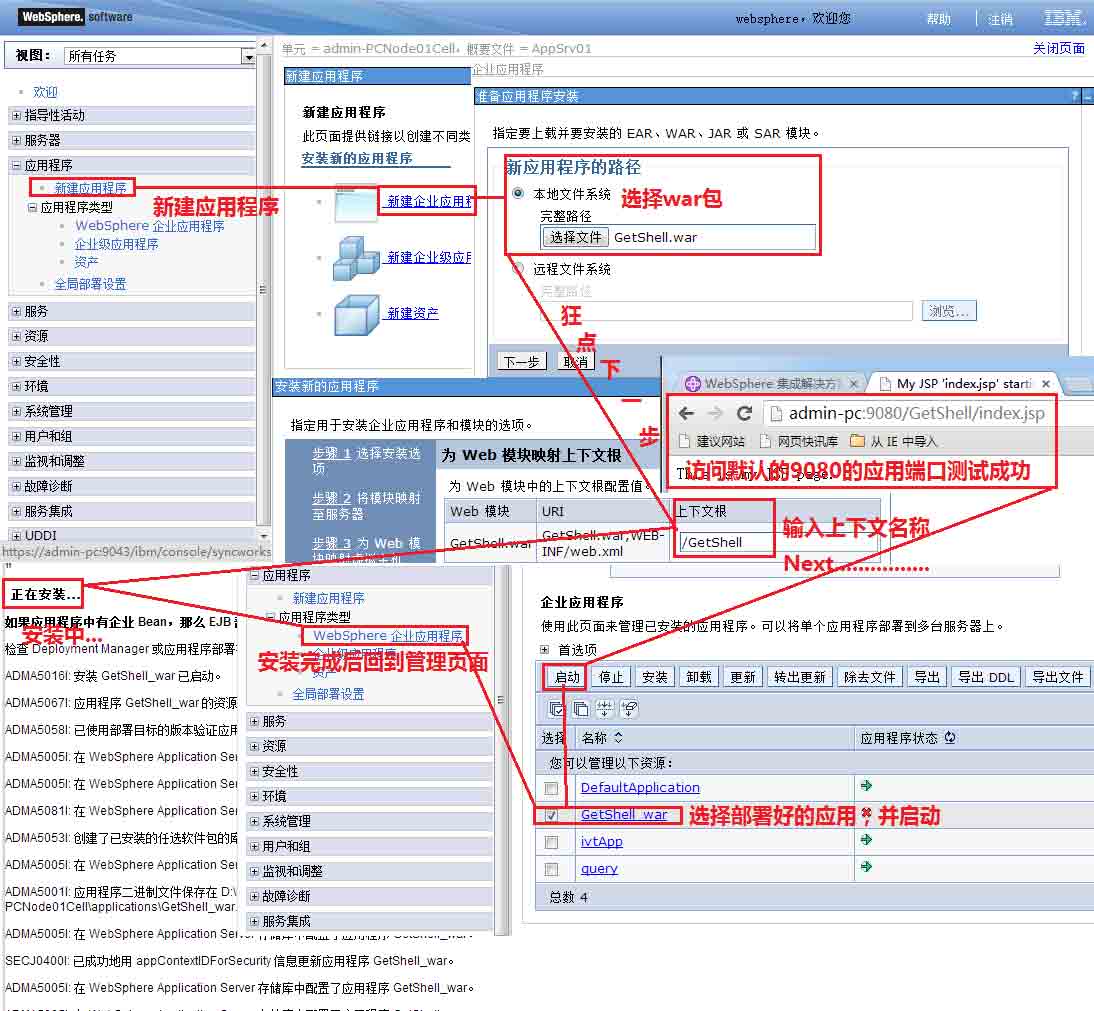 WebSphere. software
websphere，欢迎您
帮助
注销
IBM.
视图：
所有任务
单元 = admin-PCNode01Cell，概要文件 = AppSrv01
关闭页面
欢迎
指导性活动
服务器
应用程序
新建应用程序
应用程序类型
WebSphere 企业应用程序
企业级应用程序
资产
全局部署设置
服务
资源
安全性
环境
系统管理
用户和组
监视和调整
故障诊断
服务集成
UDDI
https://admin-pc:9043/ibm/console/syncworks
新建应用程序
新建应用程序
新建应用程序
此页面提供链接以创建不同类
安装新的应用程序
新建企业应用程
新建企业级应用
新建资产
企业应用程序
准备应用程序安装
?
指定要上载并要安装的 EAR、WAR、JAR 或 SAR 模块。
新应用程序的路径
本地文件系统
选择war包
完整路径
选择文件
GetShell.war
远程文件系统
完整路径
浏览...
下一步
取消
狂
点
下
一
步
安装新的应用程序
指定用于安装企业应用程序和模块的选项。
步骤 1 选择安装选
项
步骤 2 将模块映射
至服务器
步骤 3 为 Web 模
为 Web 模块映射上下文根
为 Web 模块中的上下文根配置值。
Web 模块
URI
上下文根
GetShell.war
GetShell.war,WEB-
INF/web.xml
/GetShell
输入上下文名称
Next...............
WebSphere 集成解决方
My JSP 'index.jsp' starti
admin-pc:9080/GetShell/index.jsp
建议网站
网页快讯库
从 IE 中导入
访问默认的9080的应用端口测试成功
正在安装...
如果应用程序中有企业 Bean，那么 EJB
安装中...
检查 Deployment Manager 或应用程序部署
ADMA5016I: 安装 GetShell_war 已启动。
ADMA5067I: 应用程序 GetShell_war 的资源
ADMA5058I: 已使用部署目标的版本验证应用
ADMA5005I: 在 WebSphere Application Ser
ADMA5005I: 在 WebSphere Application Ser
ADMA5081I: 在 WebSphere Application Ser
ADMA5053I: 创建了已安装的任选软件包的库
ADMA5005I: 在 WebSphere Application Ser
ADMA5001I: 应用程序二进制文件保存在 D:\
PCNode01Cell\applications\GetShell_war.
ADMA5005I: 在 WebSphere Application Server 存储库中配置了应用程序 GetShell_war。
SECJ0400I: 已成功地用 appContextIDForSecurity 信息更新应用程序 GetShell_war。
ADMA5005I: 在 WebSphere Application Server 存储库中配置了应用程序 GetShell_war。
应用程序
新建应用程序
应用程序类型
WebSphere 企业应用程序
企业级应用程序
安装完成后回到管理页面
资产
全局部署设置
服务
资源
安全性
环境
系统管理
用户和组
监视和调整
故障诊断
服务集成
企业应用程序
使用此页面来管理已安装的应用程序。可以将单个应用程序部署到多台服务器上。
首选项
启动
停止
安装
卸载
更新
转出更新
除去文件
导出
导出 DDL
导出文件
选择
名称
应用程序状态
您可以管理以下资源：
DefaultApplication
GetShell_war
选择部署好的应用，并启动
ivtApp
query
总数 4